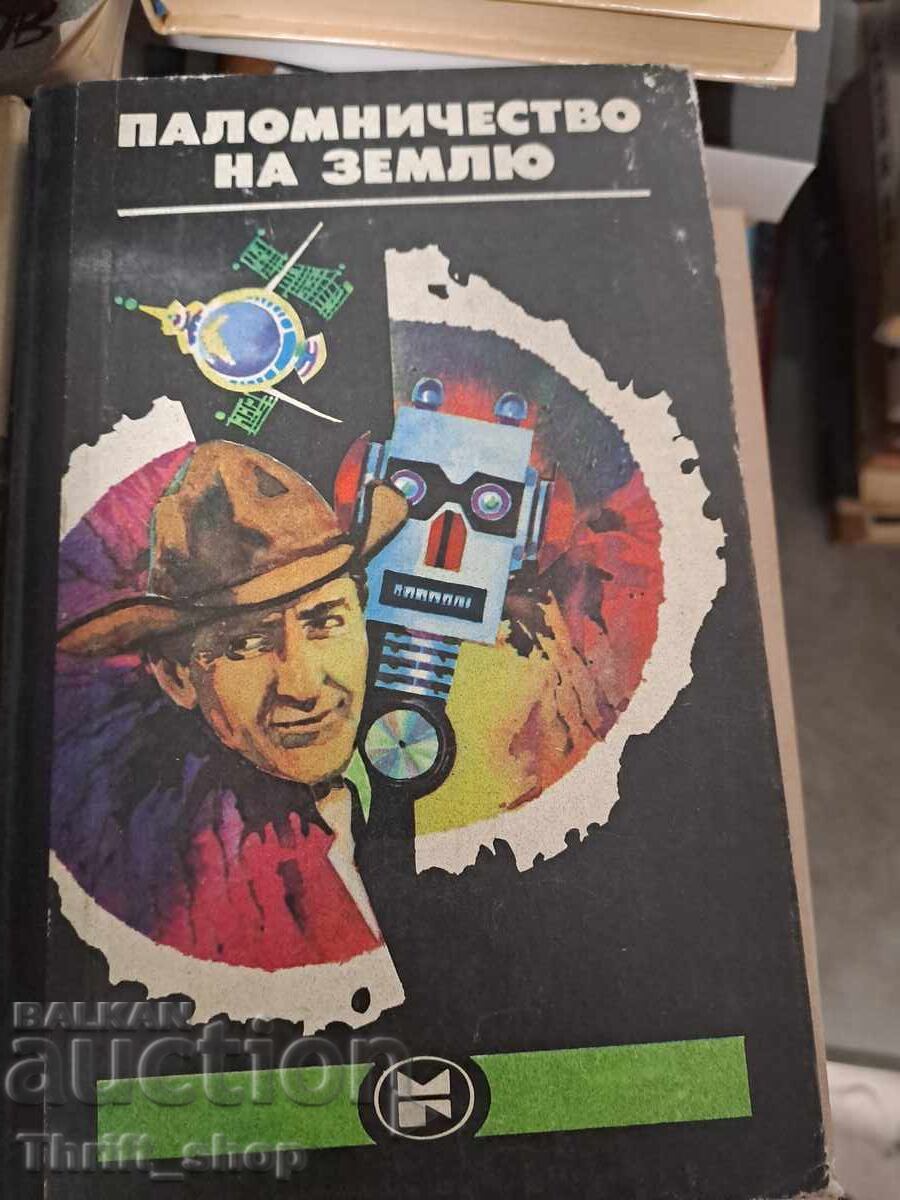 ПАЛОМНИЧЕСТВО
НА ЗЕМЛЮ
BALKAN
auction
Thrift_shop